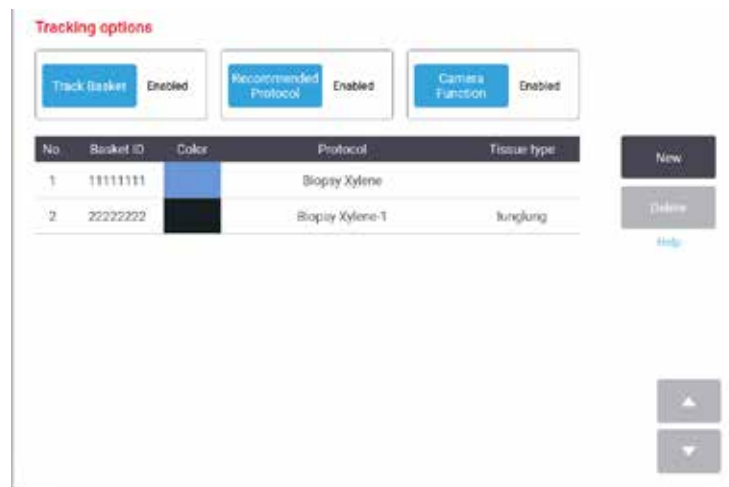 Tracking options
Track Basket Enabled Recommended Protocol Enabled Camera Function Enabled
No. Basket ID Color Protocol Tissue type
1 11111111 Biopsy Xylene
2 22222222 Biopsy Xylene-1 lunglung
New
Delete
Help